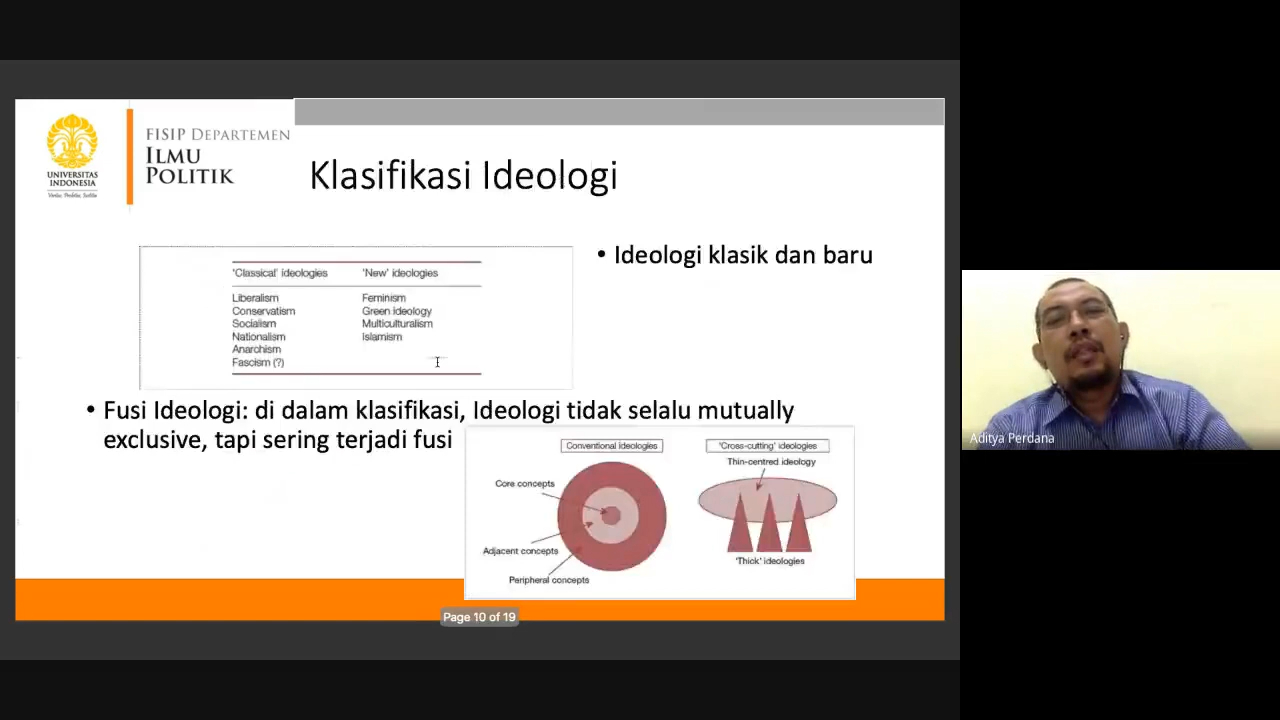 UNIVERSITAS
INDONESIA
Veritas, Probitas, Iustitia
FISIP DEPARTEMEN
ILMU
POLITIK
Klasifikasi Ideologi
'Classical' ideologies 'New' ideologies
Liberalism Feminism
Conservatism Green ideology
Socialism Multiculturalism
Nationalism Islamism
Anarchism
Fascism (?)
• Ideologi klasik dan baru
• Fusi Ideologi: di dalam klasifikasi, Ideologi tidak selalu mutually
exclusive, tapi sering terjadi fusi
Conventional ideologies
Core concepts
Adjacent concepts
Peripheral concepts
'Cross-cutting' ideologies
Thin-centred ideology
'Thick' ideologies
Page 10 of 19
Aditya Perdana